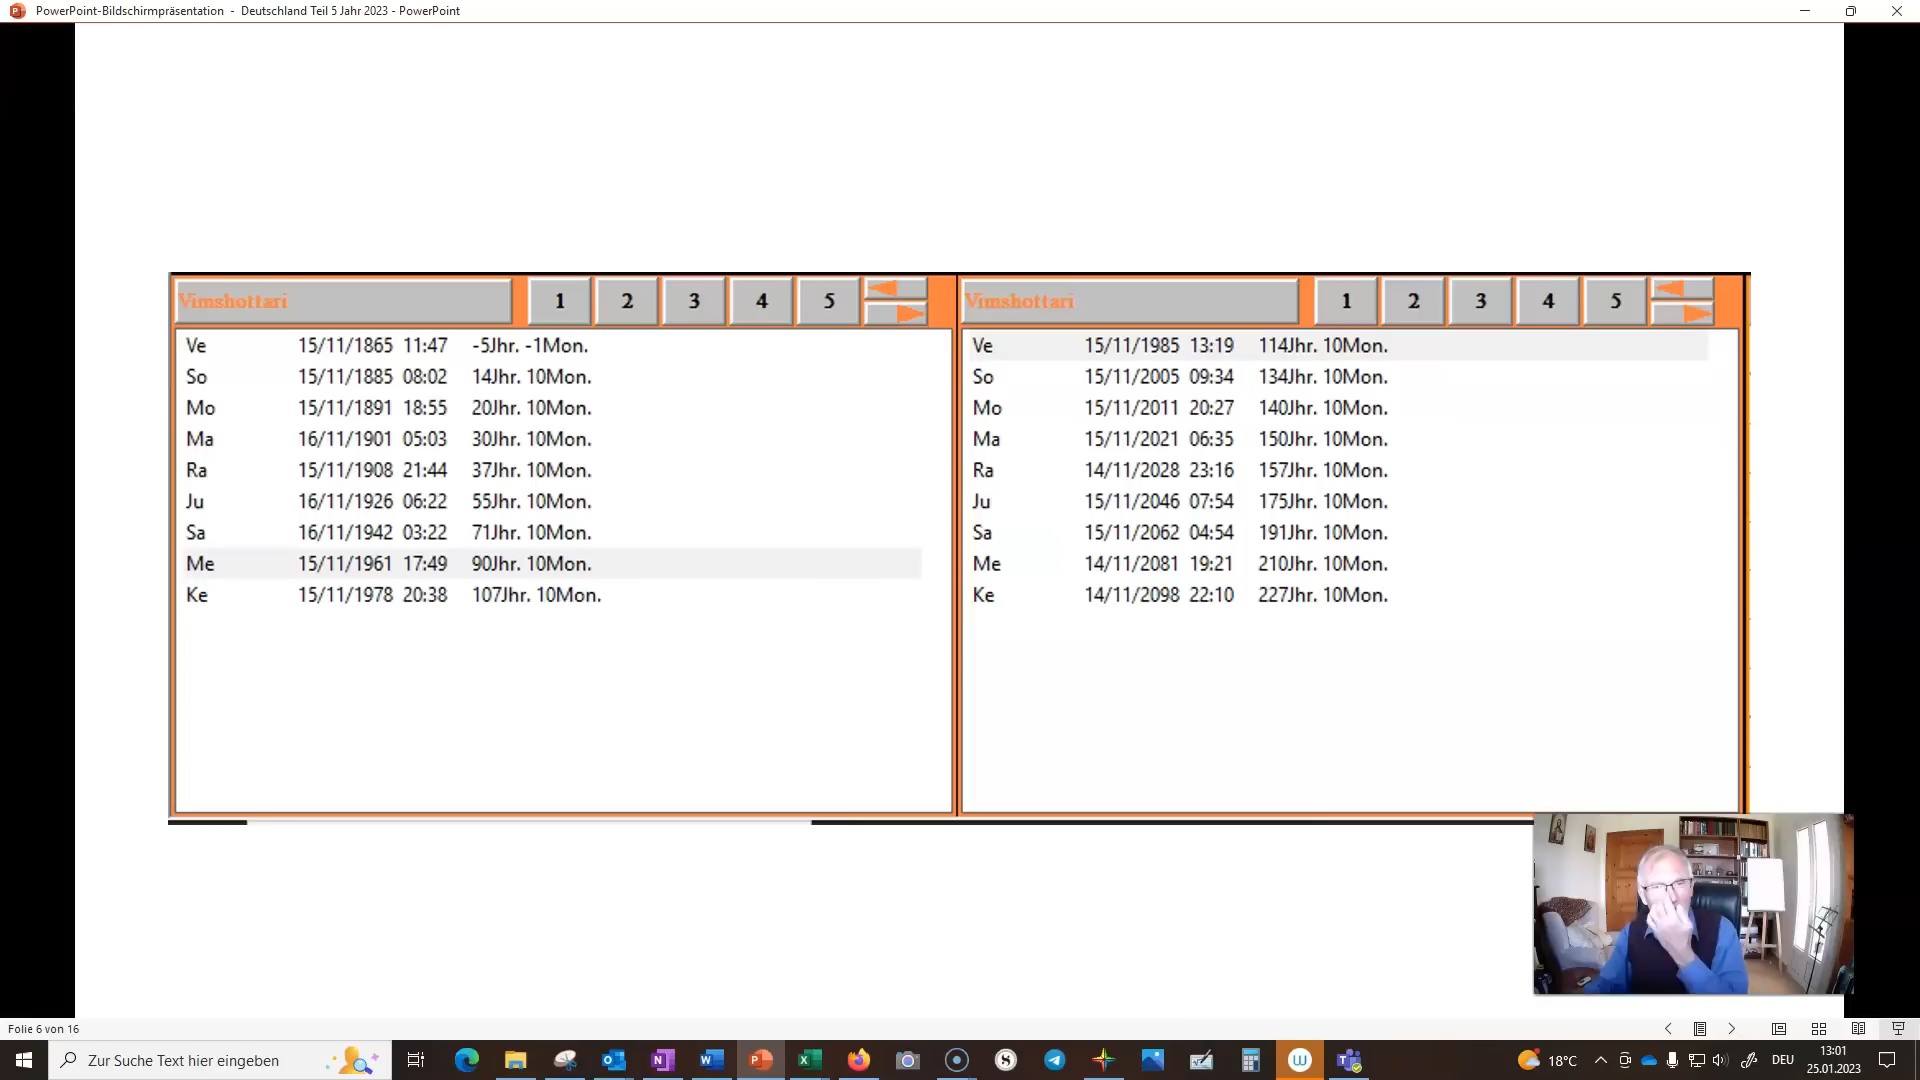 PowerPoint-Bildschirmpräsentation - Deutschland Teil 5 Jahr 2023 - PowerPoint
Vimshottari 1 2 3 4 5
Ve 15/11/1865 11:47 -5Jhr. -1Mon.
So 15/11/1885 08:02 14Jhr. 10Mon.
Mo 15/11/1891 18:55 20Jhr. 10Mon.
Ma 16/11/1901 05:03 30Jhr. 10Mon.
Ra 15/11/1908 21:44 37Jhr. 10Mon.
Ju 16/11/1926 06:22 55Jhr. 10Mon.
Sa 16/11/1942 03:22 71Jhr. 10Mon.
Me 15/11/1961 17:49 90Jhr. 10Mon.
Ke 15/11/1978 20:38 107Jhr. 10Mon.
Vimshottari 1 2 3 4 5
Ve 15/11/1985 13:19 114Jhr. 10Mon.
So 15/11/2005 09:34 134Jhr. 10Mon.
Mo 15/11/2011 20:27 140Jhr. 10Mon.
Ma 15/11/2021 06:35 150Jhr. 10Mon.
Ra 14/11/2028 23:16 157Jhr. 10Mon.
Ju 15/11/2046 07:54 175Jhr. 10Mon.
Sa 15/11/2062 04:54 191Jhr. 10Mon.
Me 14/11/2081 19:21 210Jhr. 10Mon.
Ke 14/11/2098 22:10 227Jhr. 10Mon.
Folie 6 von 16
Zur Suche Text hier eingeben
18°C
DEU
13:01
25.01.2023